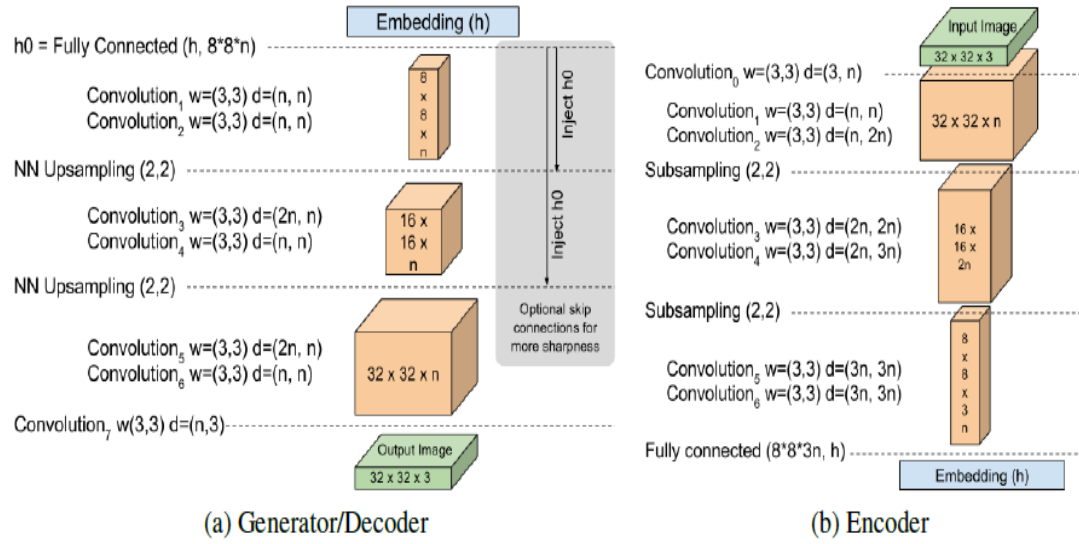 Embedding (h)
h0 = Fully Connected (h, 8*8*n)
8
x
8
x
n
Convolution₁ w=(3,3) d=(n, n)
Convolution₂ w=(3,3) d=(n, n)
Inject h0
NN Upsampling (2,2)
Convolution₃ w=(3,3) d=(2n, n)
Convolution₄ w=(3,3) d=(n, n)
16 x
16 x
n
Inject h0
NN Upsampling (2,2)
Optional skip
connections for
more sharpness
Convolution₅ w=(3,3) d=(2n, n)
Convolution₆ w=(3,3) d=(n, n)
32 x 32 x n
Convolution₇ w(3,3) d=(n,3)
Output Image
32 x 32 x 3
(a) Generator/Decoder
Input Image
32 x 32 x 3
Convolution₀ w=(3,3) d=(3, n)
Convolution₁ w=(3,3) d=(n, n)
Convolution₂ w=(3,3) d=(n, 2n)
32 x 32 x n
Subsampling (2,2)
Convolution₃ w=(3,3) d=(2n, 2n)
Convolution₄ w=(3,3) d=(2n, 3n)
16 x
16 x
2n
Subsampling (2,2)
8
x
8
x
3
n
Convolution₅ w=(3,3) d=(3n, 3n)
Convolution₆ w=(3,3) d=(3n, 3n)
Fully connected (8*8*3n, h)
Embedding (h)
(b) Encoder